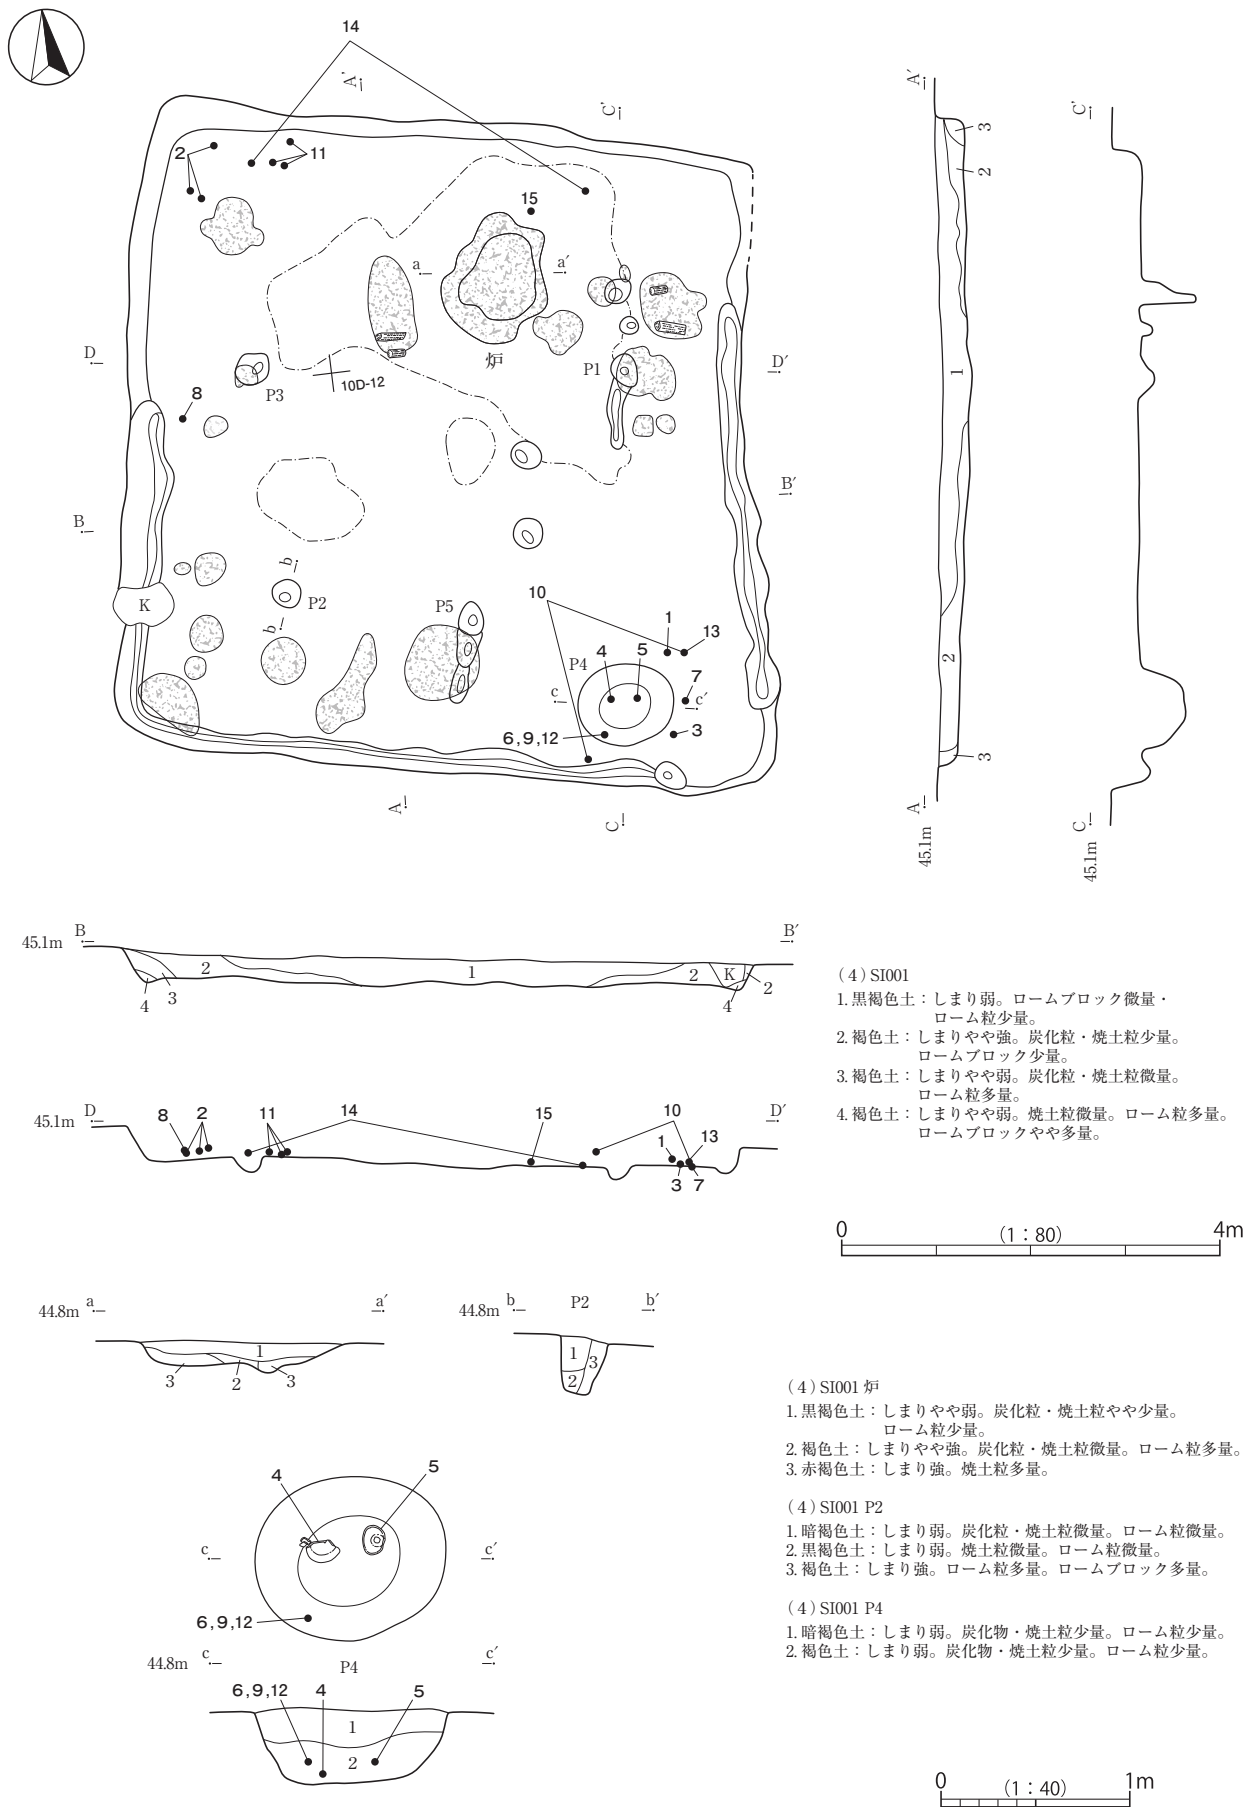 14
A′
C′
2
11
15
a
a′
炉
D
D′
P1
P3
10D-12
8
B′
B
b
K
P2
b′
P5
10
1
13
P4
4
5
7
c
c′
6,9,12
3
A
C
A′
C′
3
2
1
2
3
A
45.1m
C
45.1m
45.1m
B
B′
2
1
2
K
2
3
4
4
45.1m
D
D′
8
2
11
14
15
10
1
13
3
7
(4)SI001
1.黒褐色土:しまり弱。ロームブロック微量・
ローム粒少量。
2.褐色土:しまりやや強。炭化粒・焼土粒少量。
ロームブロック少量。
3.褐色土:しまりやや弱。炭化粒・焼土粒微量。
ローム粒多量。
4.褐色土:しまりやや弱。焼土粒微量。ローム粒多量。
ロームブロックやや多量。
0 (1:80) 4m
44.8m
a
a′
1
3
2
3
44.8m
b
P2
b′
1
3
2
(4)SI001 炉
1.黒褐色土:しまりやや弱。炭化粒・焼土粒やや少量。
ローム粒少量。
2.褐色土:しまりやや強。炭化粒・焼土粒微量。ローム粒多量。
3.赤褐色土:しまり強。焼土粒多量。
(4)SI001 P2
1.暗褐色土:しまり弱。炭化粒・焼土粒微量。ローム粒微量。
2.黒褐色土:しまり弱。焼土粒微量。ローム粒微量。
3.褐色土:しまり強。ローム粒多量。ロームブロック多量。
(4)SI001 P4
1.暗褐色土:しまり弱。炭化物・焼土粒少量。ローム粒少量。
2.褐色土:しまり弱。炭化物・焼土粒少量。ローム粒少量。
4
5
c
c′
6,9,12
44.8m
c
P4
c′
6,9,12
4
5
1
2
0 (1:40) 1m